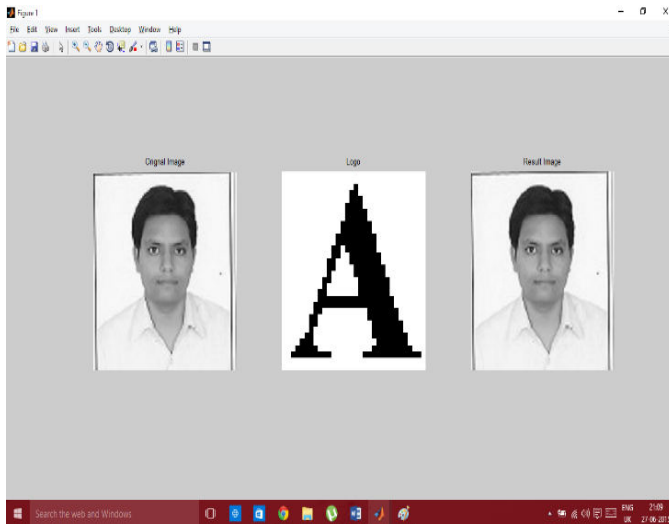 Figure 1
File Edit View Insert Tools Desktop Window Help
Orignal Image
Logo
Result Image
A
Search the web and Windows
ENG 21:09
UK